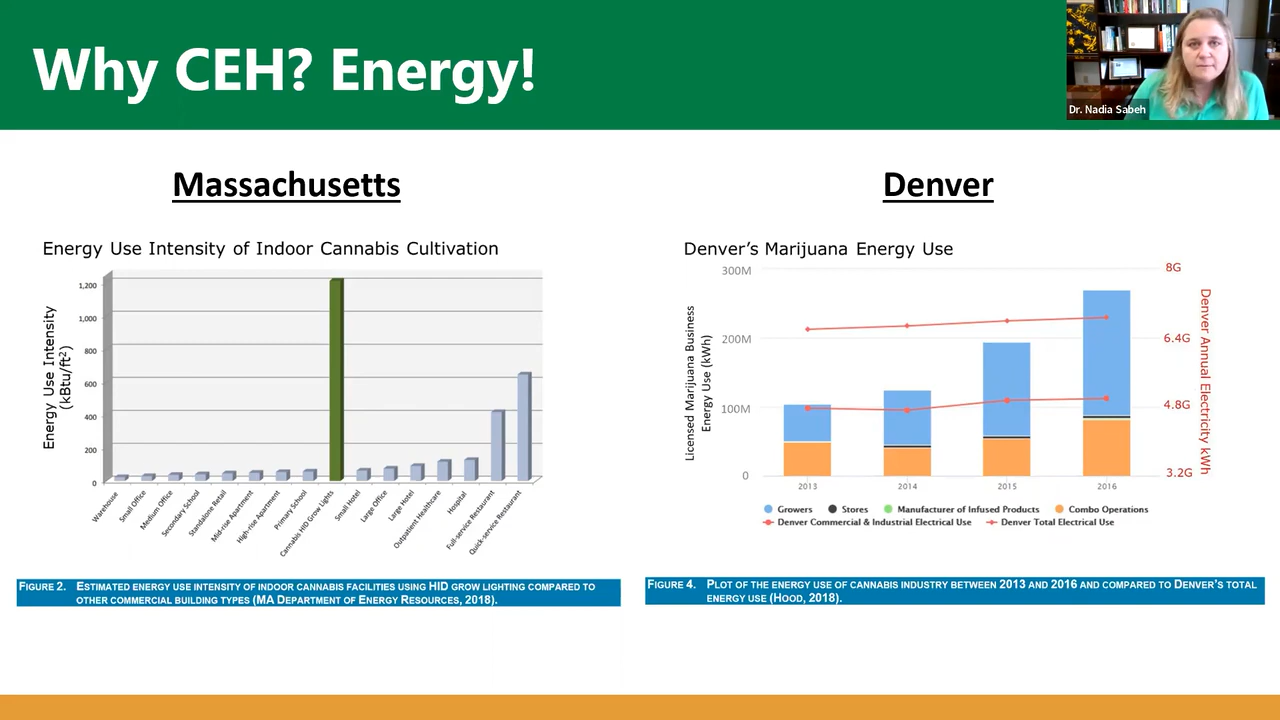 Why CEH? Energy!
Dr. Nadia Sabeh
Massachusetts
Energy Use Intensity of Indoor Cannabis Cultivation
Energy Use Intensity
(kBtu/ft²)
1,200
1,000
800
600
400
200
0
Warehouse
Small Office
Medium Office
Secondary School
Standalone Retail
Mid-rise Apartment
High-rise Apartment
Primary School
Cannabis HID Grow Lights
Small Hotel
Large Office
Large Hotel
Outpatient Healthcare
Hospital
Full-service Restaurant
Quick-service Restaurant
FIGURE 2. ESTIMATED ENERGY USE INTENSITY OF INDOOR CANNABIS FACILITIES USING HID GROW LIGHTING COMPARED TO
OTHER COMMERCIAL BUILDING TYPES (MA DEPARTMENT OF ENERGY RESOURCES, 2018).
Denver
Denver's Marijuana Energy Use
Licensed Marijuana Business
Energy Use (kWh)
300M
200M
100M
0
8G
6.4G
4.8G
3.2G
Denver Annual Electricity kWh
2013
2014
2015
2016
Growers Stores Manufacturer of Infused Products Combo Operations
Denver Commercial & Industrial Electrical Use Denver Total Electrical Use
FIGURE 4. PLOT OF THE ENERGY USE OF CANNABIS INDUSTRY BETWEEN 2013 AND 2016 AND COMPARED TO DENVER'S TOTAL
ENERGY USE (HOOD, 2018).